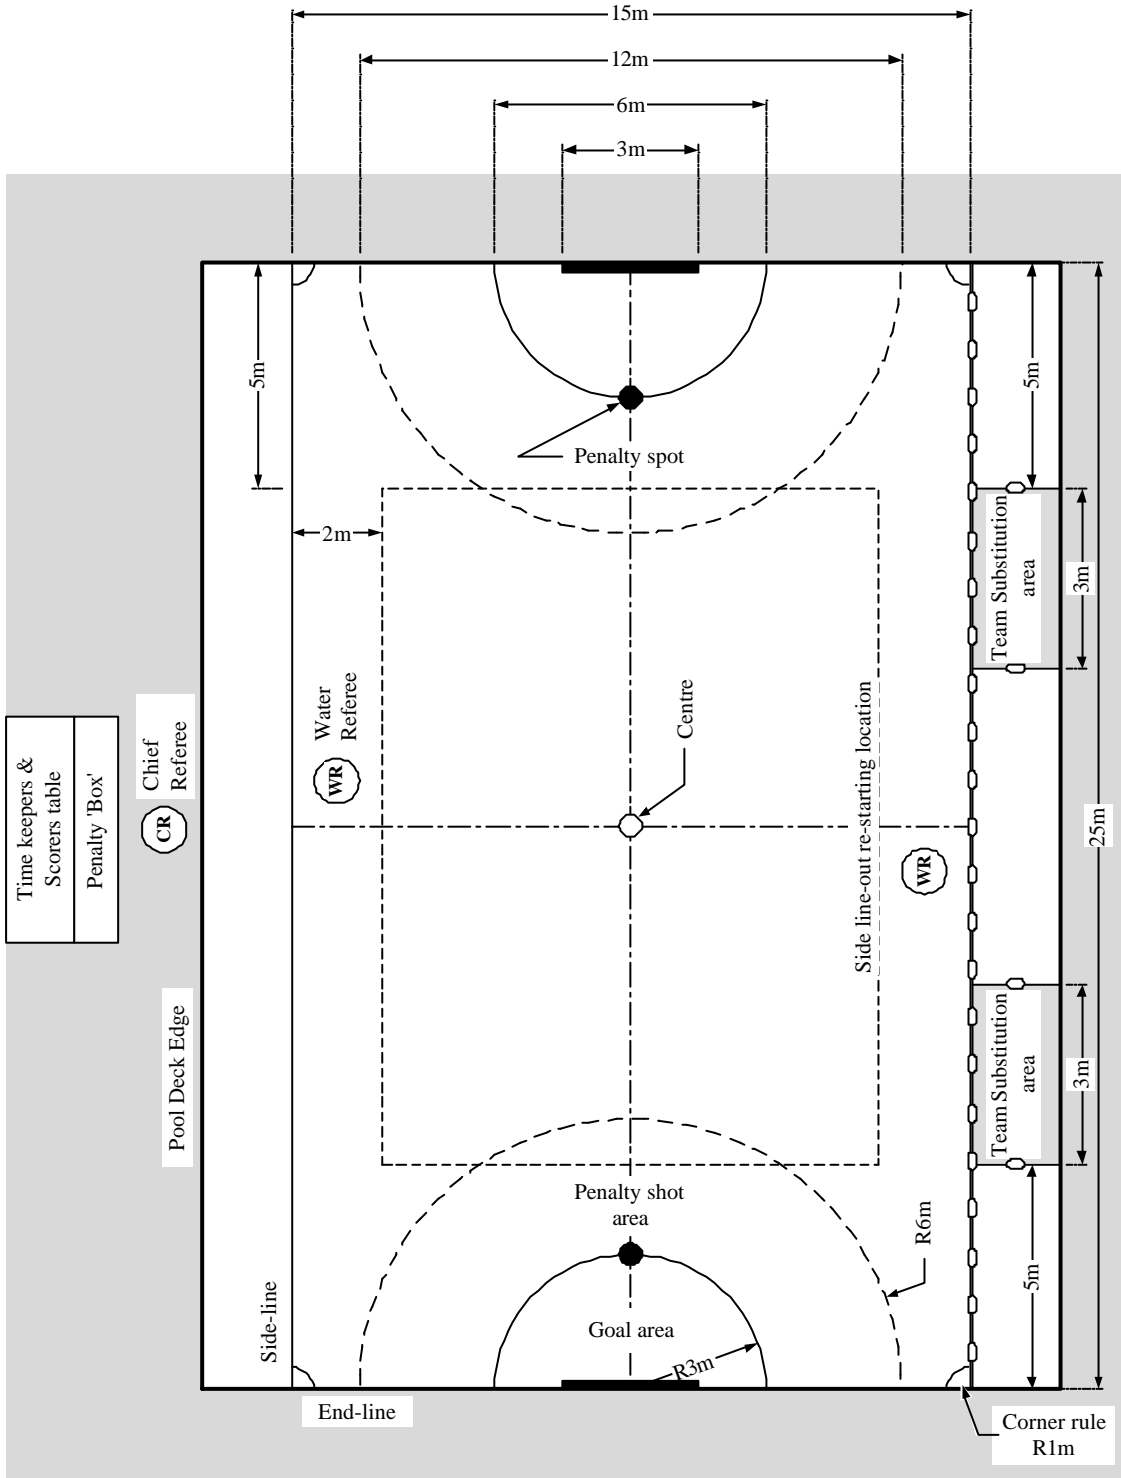 15m
12m
6m
3m
5m
5m
Penalty spot
2m
Team Substitution
area
3m
Water
Referee
WR
Centre
Chief
Referee
CR
Time keepers &
Scorers table
Penalty 'Box'
Side line-out re-starting location
WR
25m
Pool Deck Edge
Team Substitution
area
3m
Penalty shot
area
R6m
5m
Side-line
Goal area
R3m
End-line
Corner rule
R1m